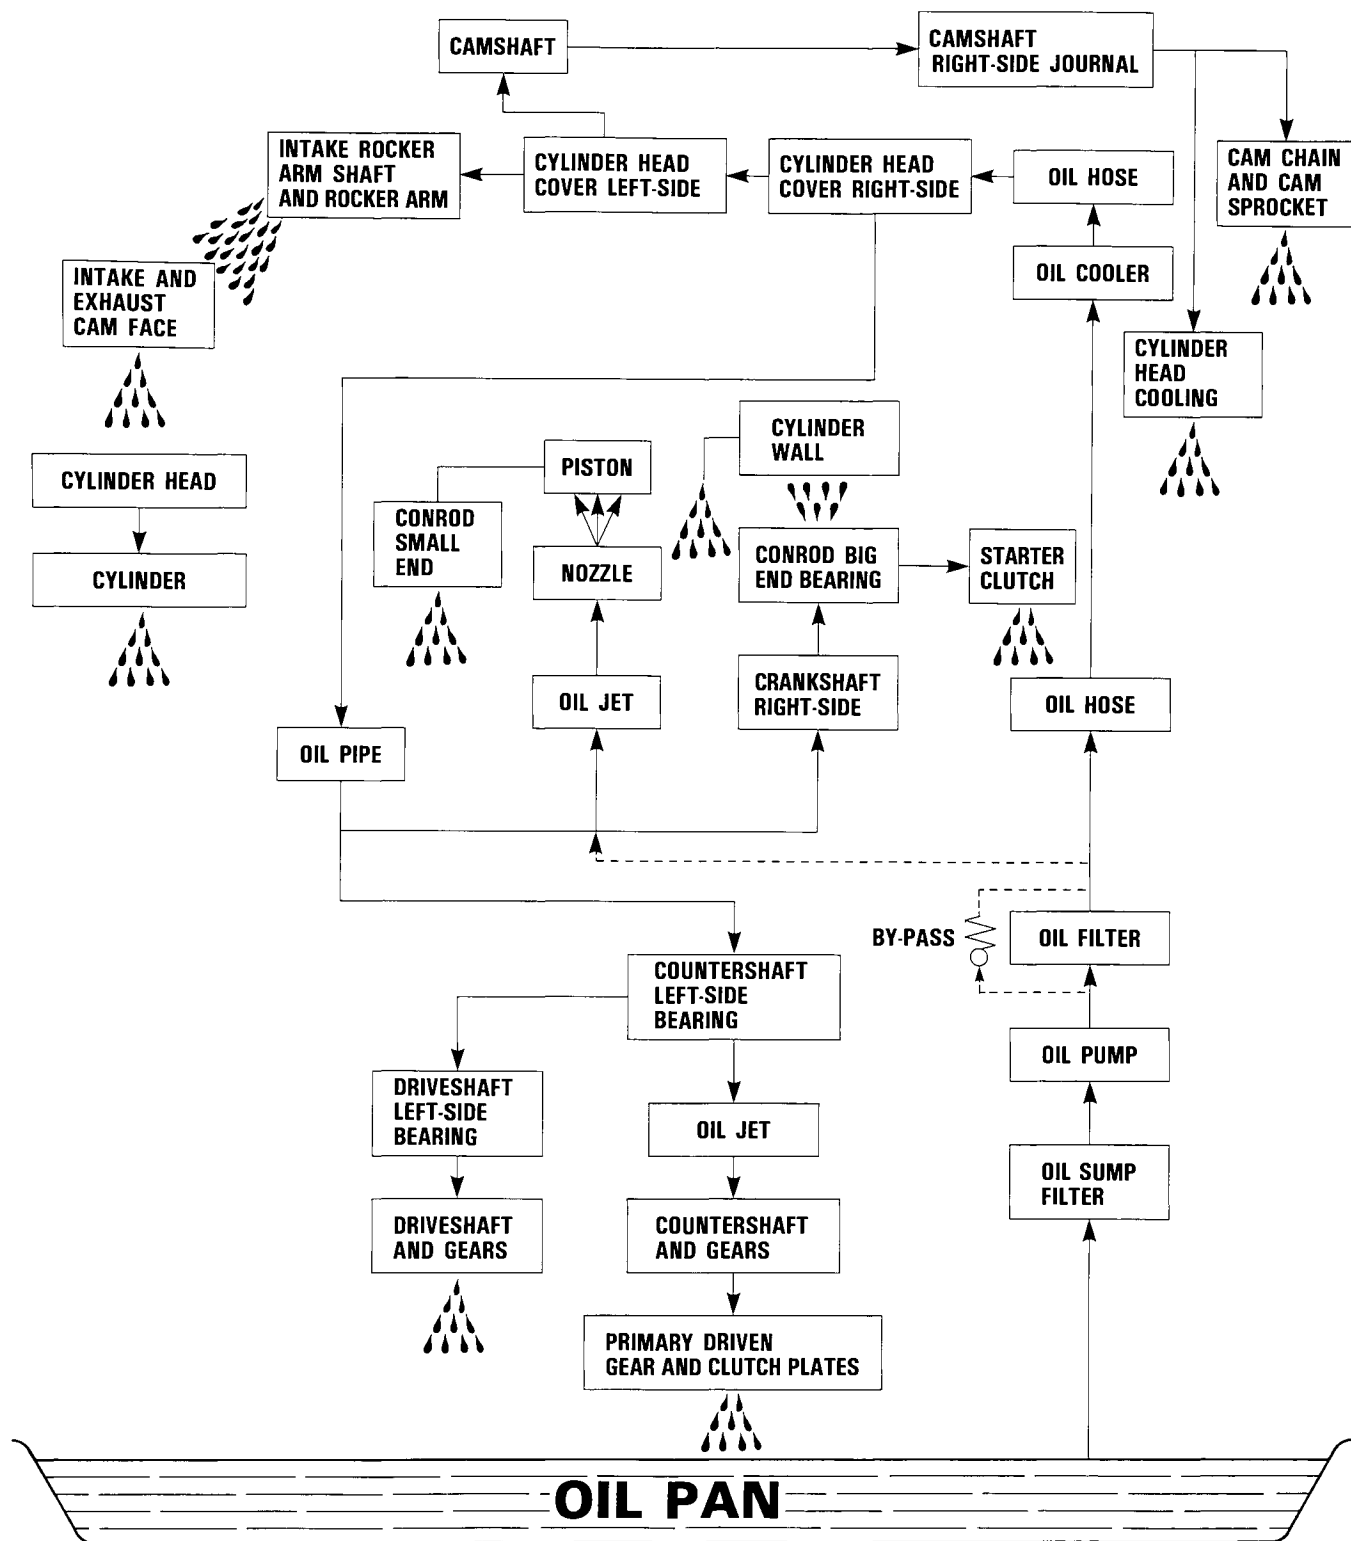 CAMSHAFT
CAMSHAFT
RIGHT-SIDE JOURNAL
INTAKE ROCKER
ARM SHAFT
AND ROCKER ARM
CYLINDER HEAD
COVER LEFT-SIDE
CYLINDER HEAD
COVER RIGHT-SIDE
OIL HOSE
CAM CHAIN
AND CAM
SPROCKET
OIL COOLER
INTAKE AND
EXHAUST
CAM FACE
CYLINDER
HEAD
COOLING
CYLINDER HEAD
PISTON
CYLINDER
WALL
CONROD
SMALL
END
CYLINDER
NOZZLE
CONROD BIG
END BEARING
STARTER
CLUTCH
OIL JET
CRANKSHAFT
RIGHT-SIDE
OIL HOSE
OIL PIPE
BY-PASS
OIL FILTER
COUNTERSHAFT
LEFT-SIDE
BEARING
OIL PUMP
DRIVESHAFT
LEFT-SIDE
BEARING
OIL JET
OIL SUMP
FILTER
DRIVESHAFT
AND GEARS
COUNTERSHAFT
AND GEARS
PRIMARY DRIVEN
GEAR AND CLUTCH PLATES
OIL PAN